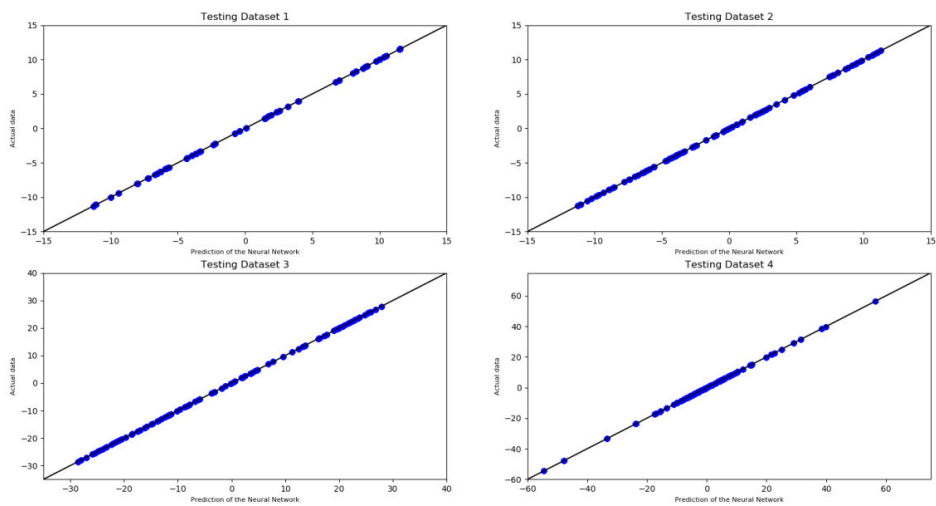 Testing Dataset 1
15
10
5
0
−5
−10
−15
Actual data
−15 −10 −5 0 5 10 15
Prediction of the Neural Network
Testing Dataset 2
15
10
5
0
−5
−10
−15
Actual data
−15 −10 −5 0 5 10 15
Prediction of the Neural Network
Testing Dataset 3
40
30
20
10
0
−10
−20
−30
Actual data
−30 −20 −10 0 10 20 30 40
Prediction of the Neural Network
Testing Dataset 4
60
40
20
0
−20
−40
−60
Actual data
−60 −40 −20 0 20 40 60
Prediction of the Neural Network